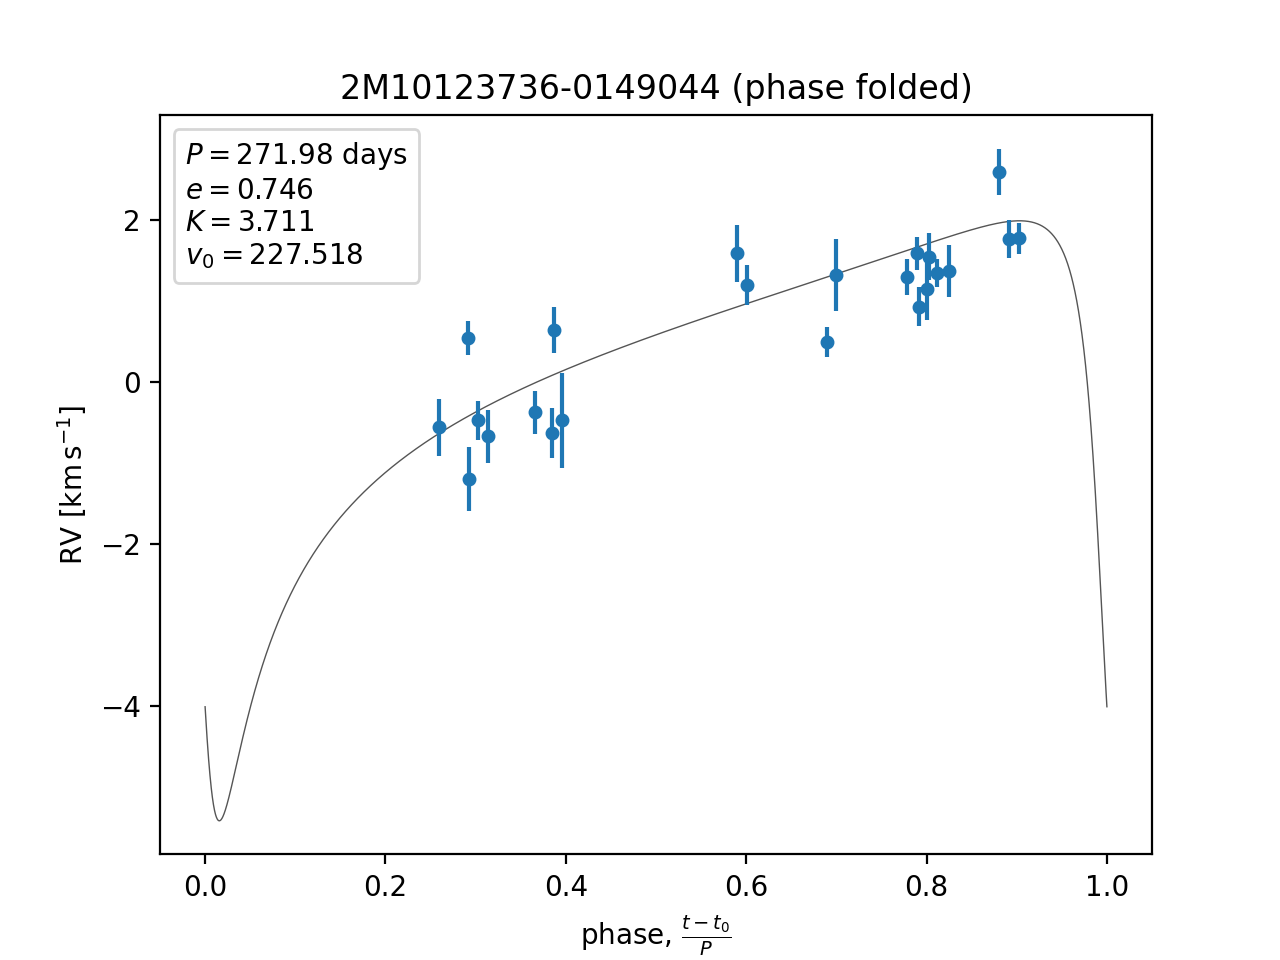 2M10123736-0149044 (phase folded)
P = 271.98 days
e = 0.746
K = 3.711
v₀ = 227.518
2
0
−2
−4
RV [km s⁻¹]
0.0 0.2 0.4 0.6 0.8 1.0
phase, (t − t₀)/P